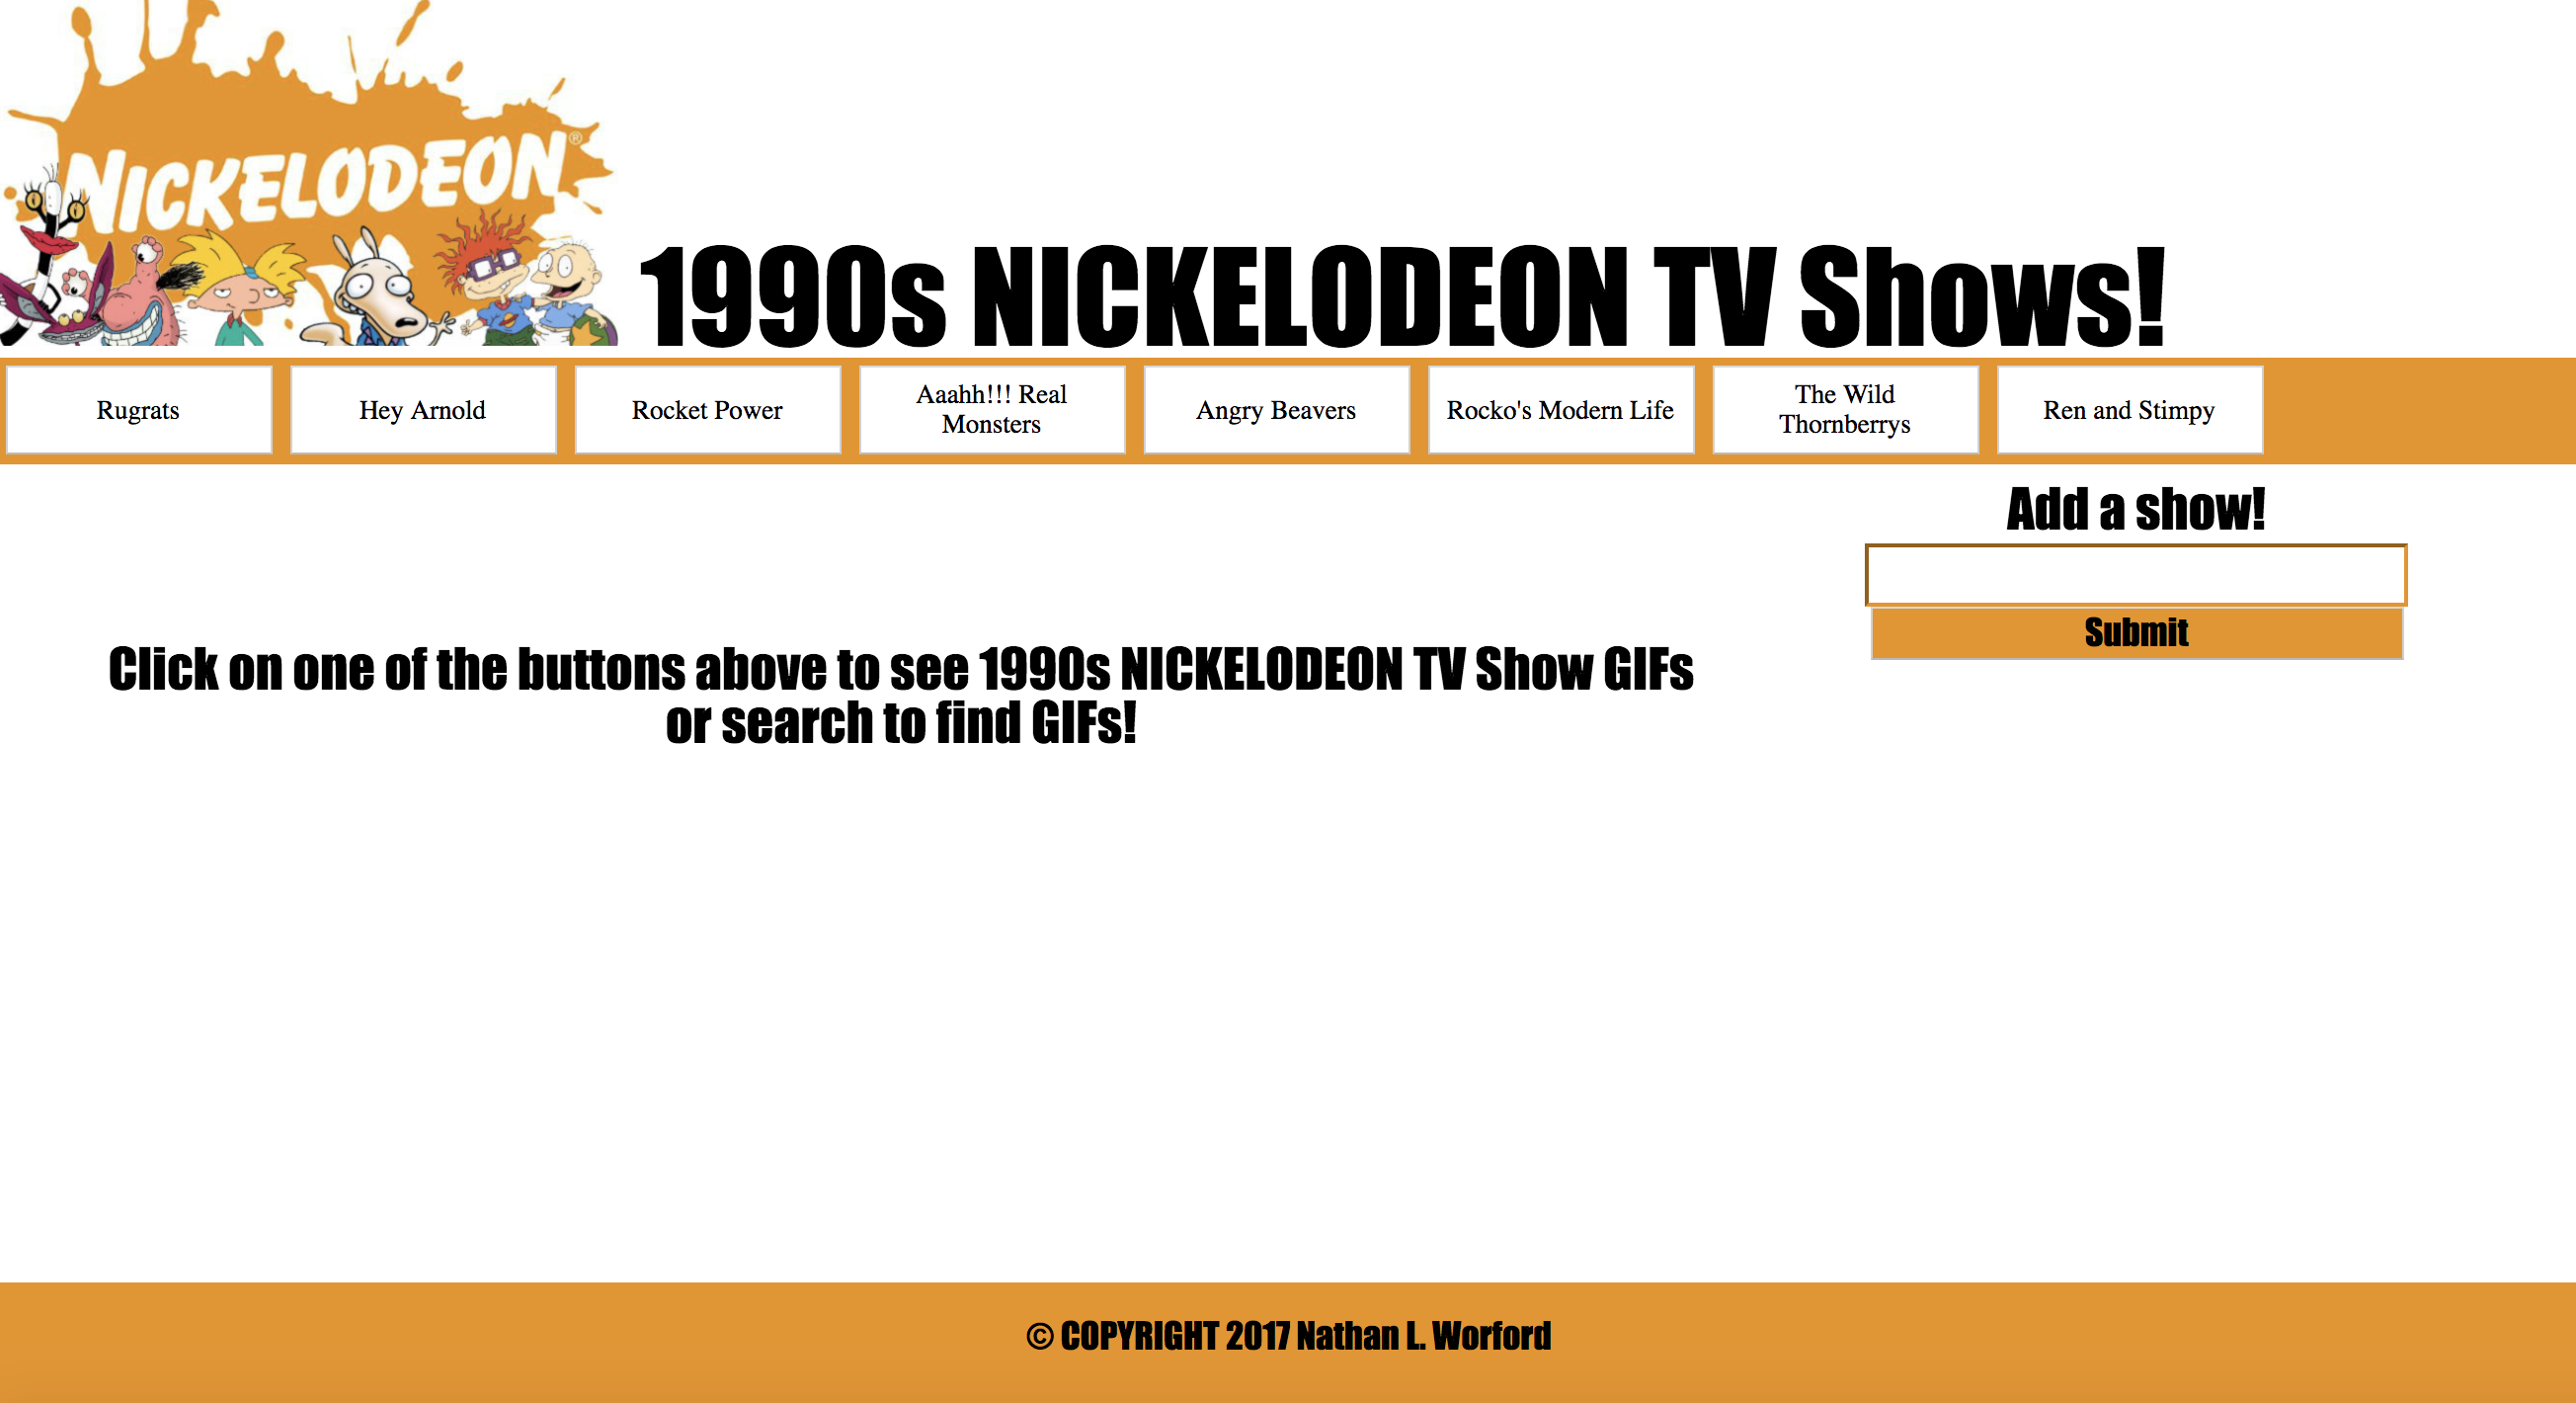 NICKELODEON®
1990s NICKELODEON TV Shows!
Rugrats
Hey Arnold
Rocket Power
Aaahh!!! Real
Monsters
Angry Beavers
Rocko's Modern Life
The Wild
Thornberrys
Ren and Stimpy
Add a show!
Submit
Click on one of the buttons above to see 1990s NICKELODEON TV Show GIFs
or search to find GIFs!
© COPYRIGHT 2017 Nathan L. Worford